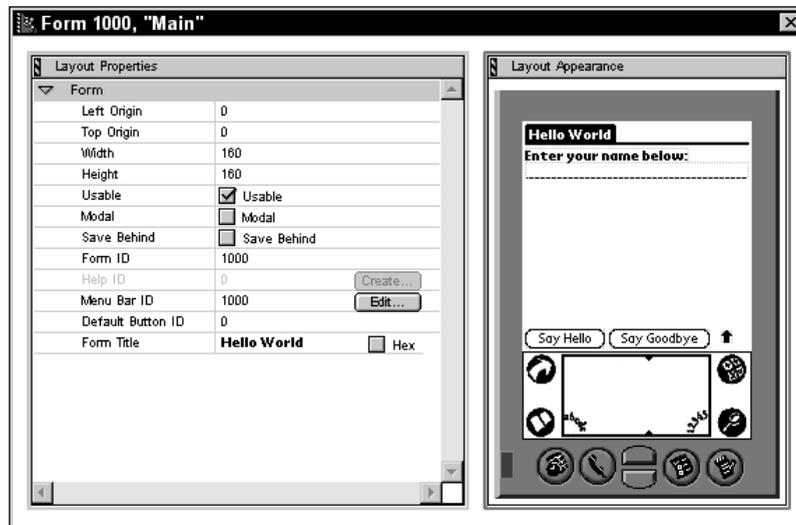 Form 1000, "Main"
Layout Properties
Form
Left Origin 0
Top Origin 0
Width 160
Height 160
Usable Usable
Modal Modal
Save Behind Save Behind
Form ID 1000
Help ID 0 Create...
Menu Bar ID 1000 Edit...
Default Button ID 0
Form Title Hello World Hex
Layout Appearance
Hello World
Enter your name below:
Say Hello Say Goodbye
abcd 12345